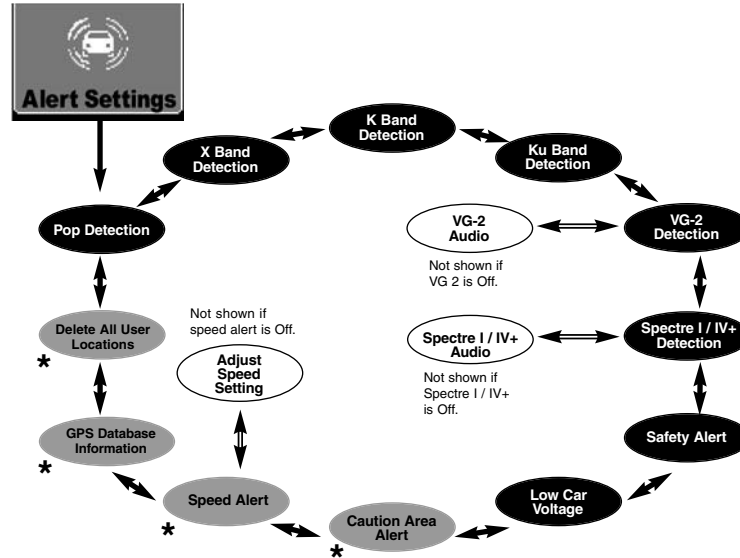 Alert Settings
K Band
Detection
X Band
Detection
Ku Band
Detection
Pop Detection
VG-2
Audio
VG-2
Detection
Not shown if
VG 2 is Off.
Not shown if
speed alert is Off.
Delete All User
Locations
*
Spectre I / IV+
Audio
Spectre I / IV+
Detection
Adjust
Speed
Setting
Not shown if
Spectre I / IV+
is Off.
GPS Database
Information
*
Safety Alert
Speed Alert
*
Low Car
Voltage
Caution Area
Alert
*